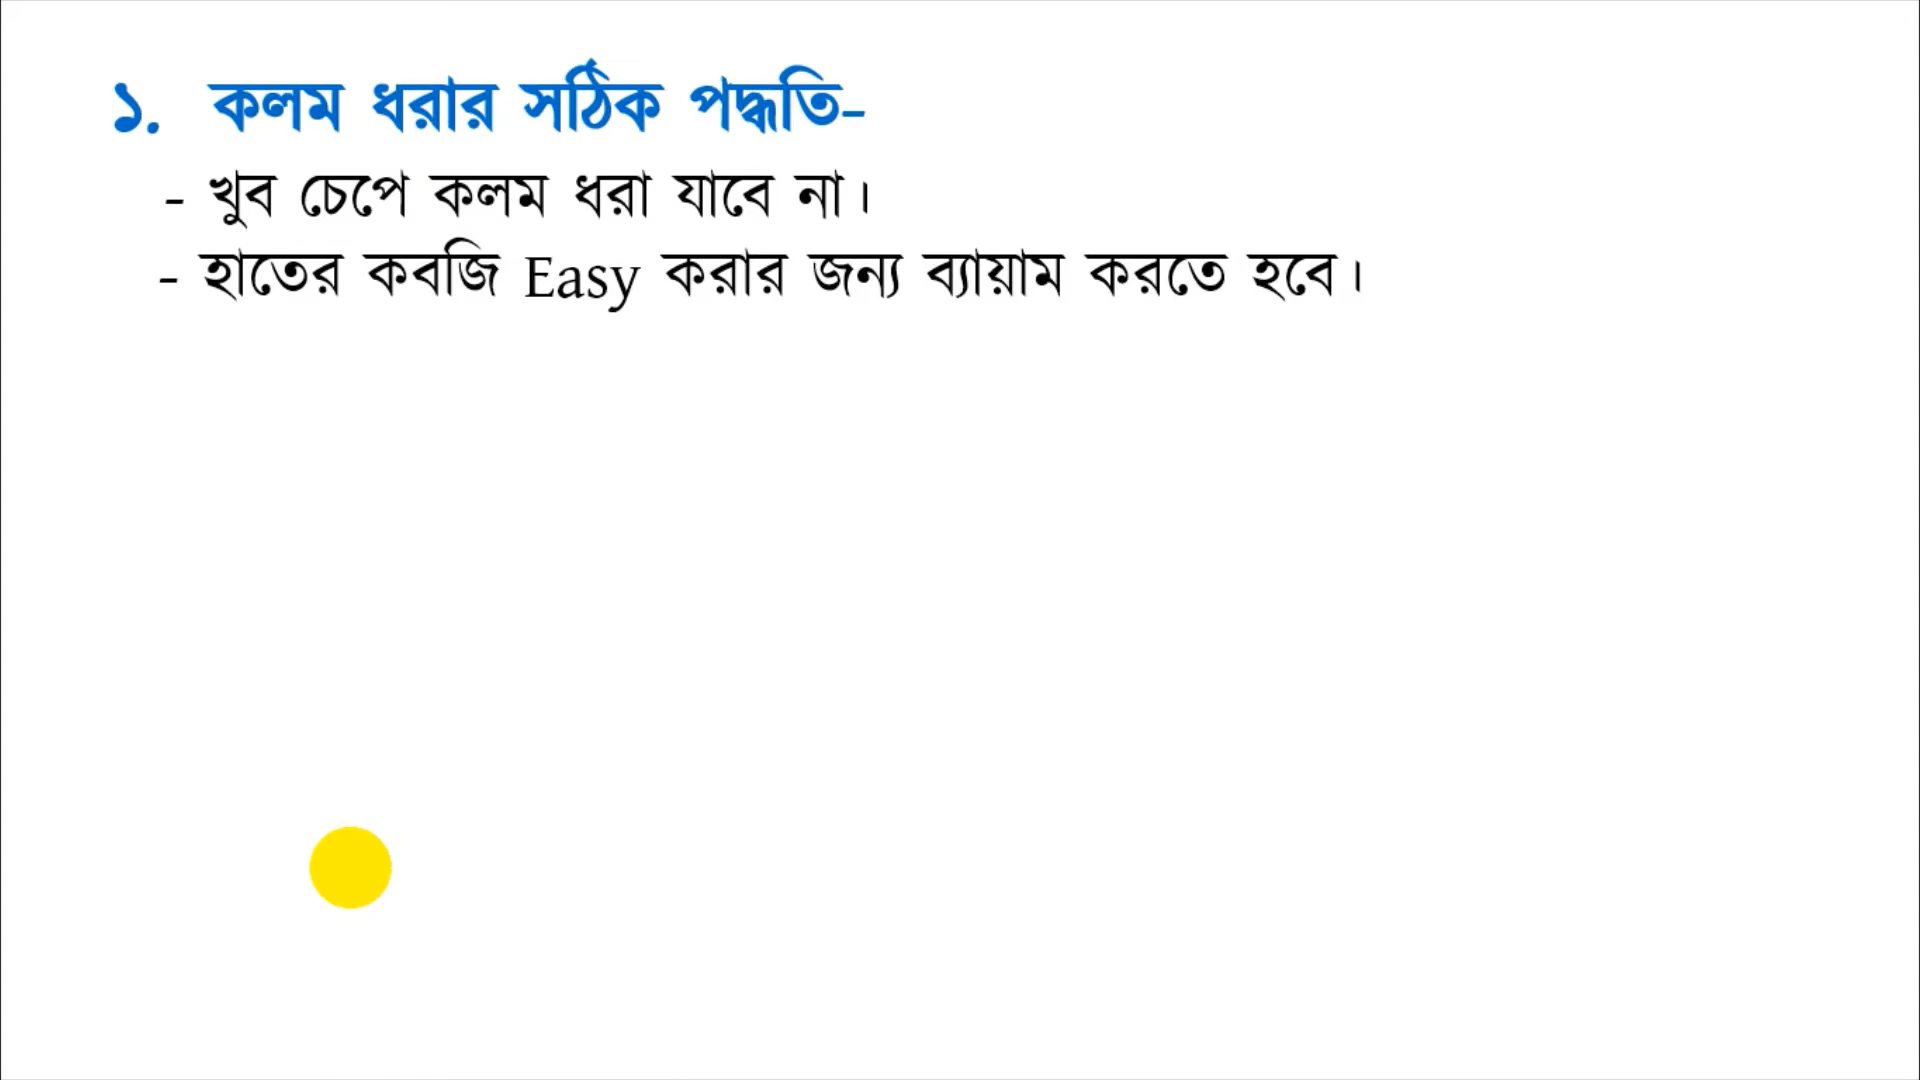 ১. কলম ধরার সঠিক পদ্ধতি-
- খুব চেপে কলম ধরা যাবে না।
- হাতের কবজি Easy করার জন্য ব্যায়াম করতে হবে।